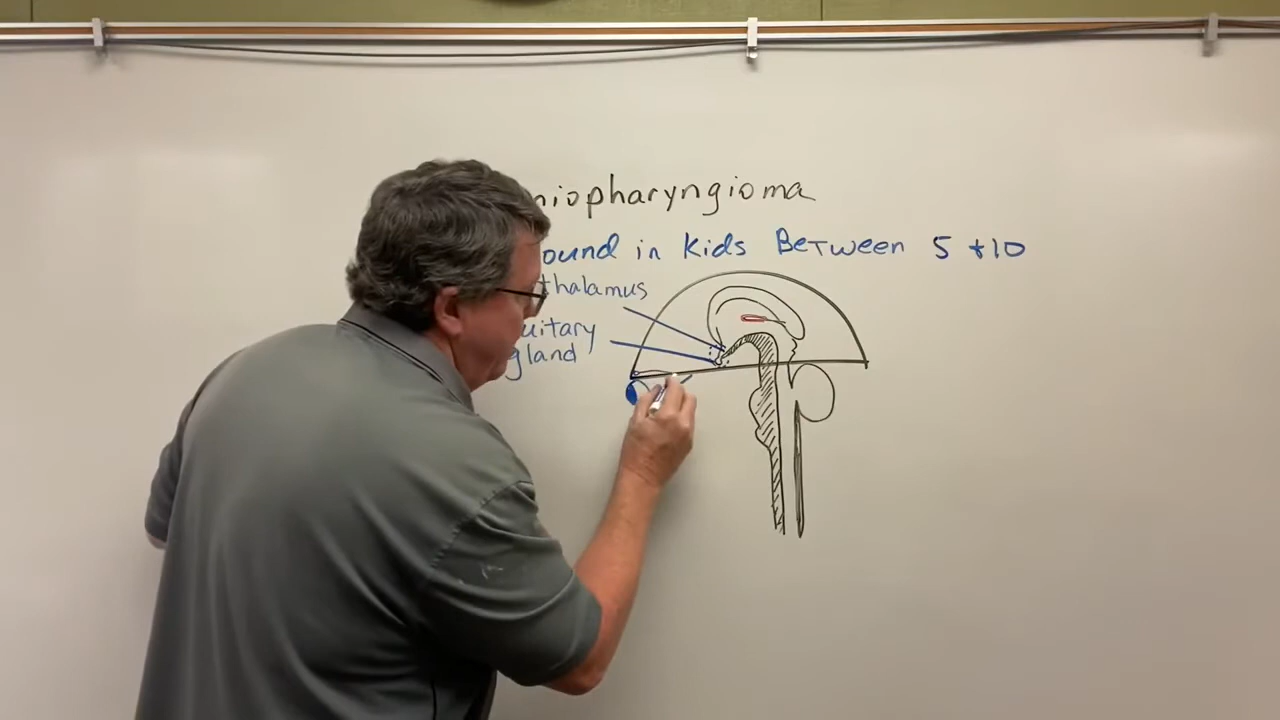 niopharyngioma
ound in Kids Between 5 + 10
thalamus
uitary
gland